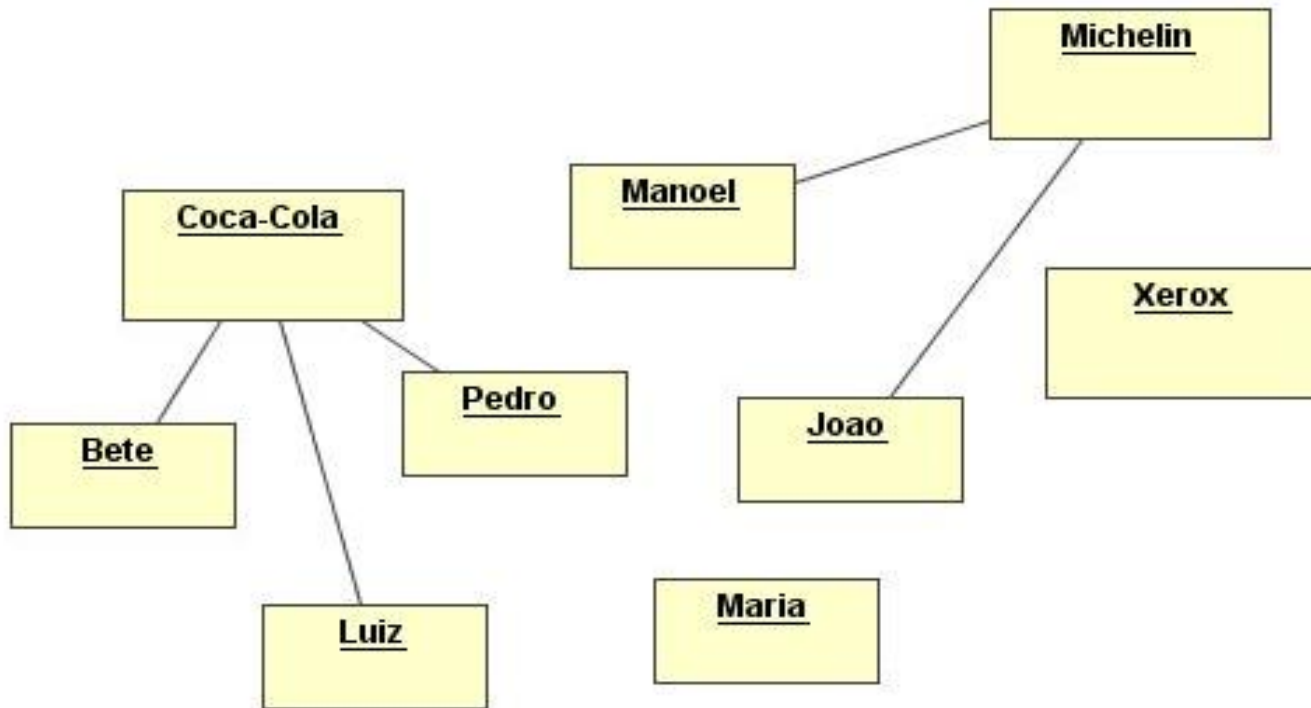 Michelin
Manoel
Coca-Cola
Xerox
Pedro
Joao
Bete
Maria
Luiz